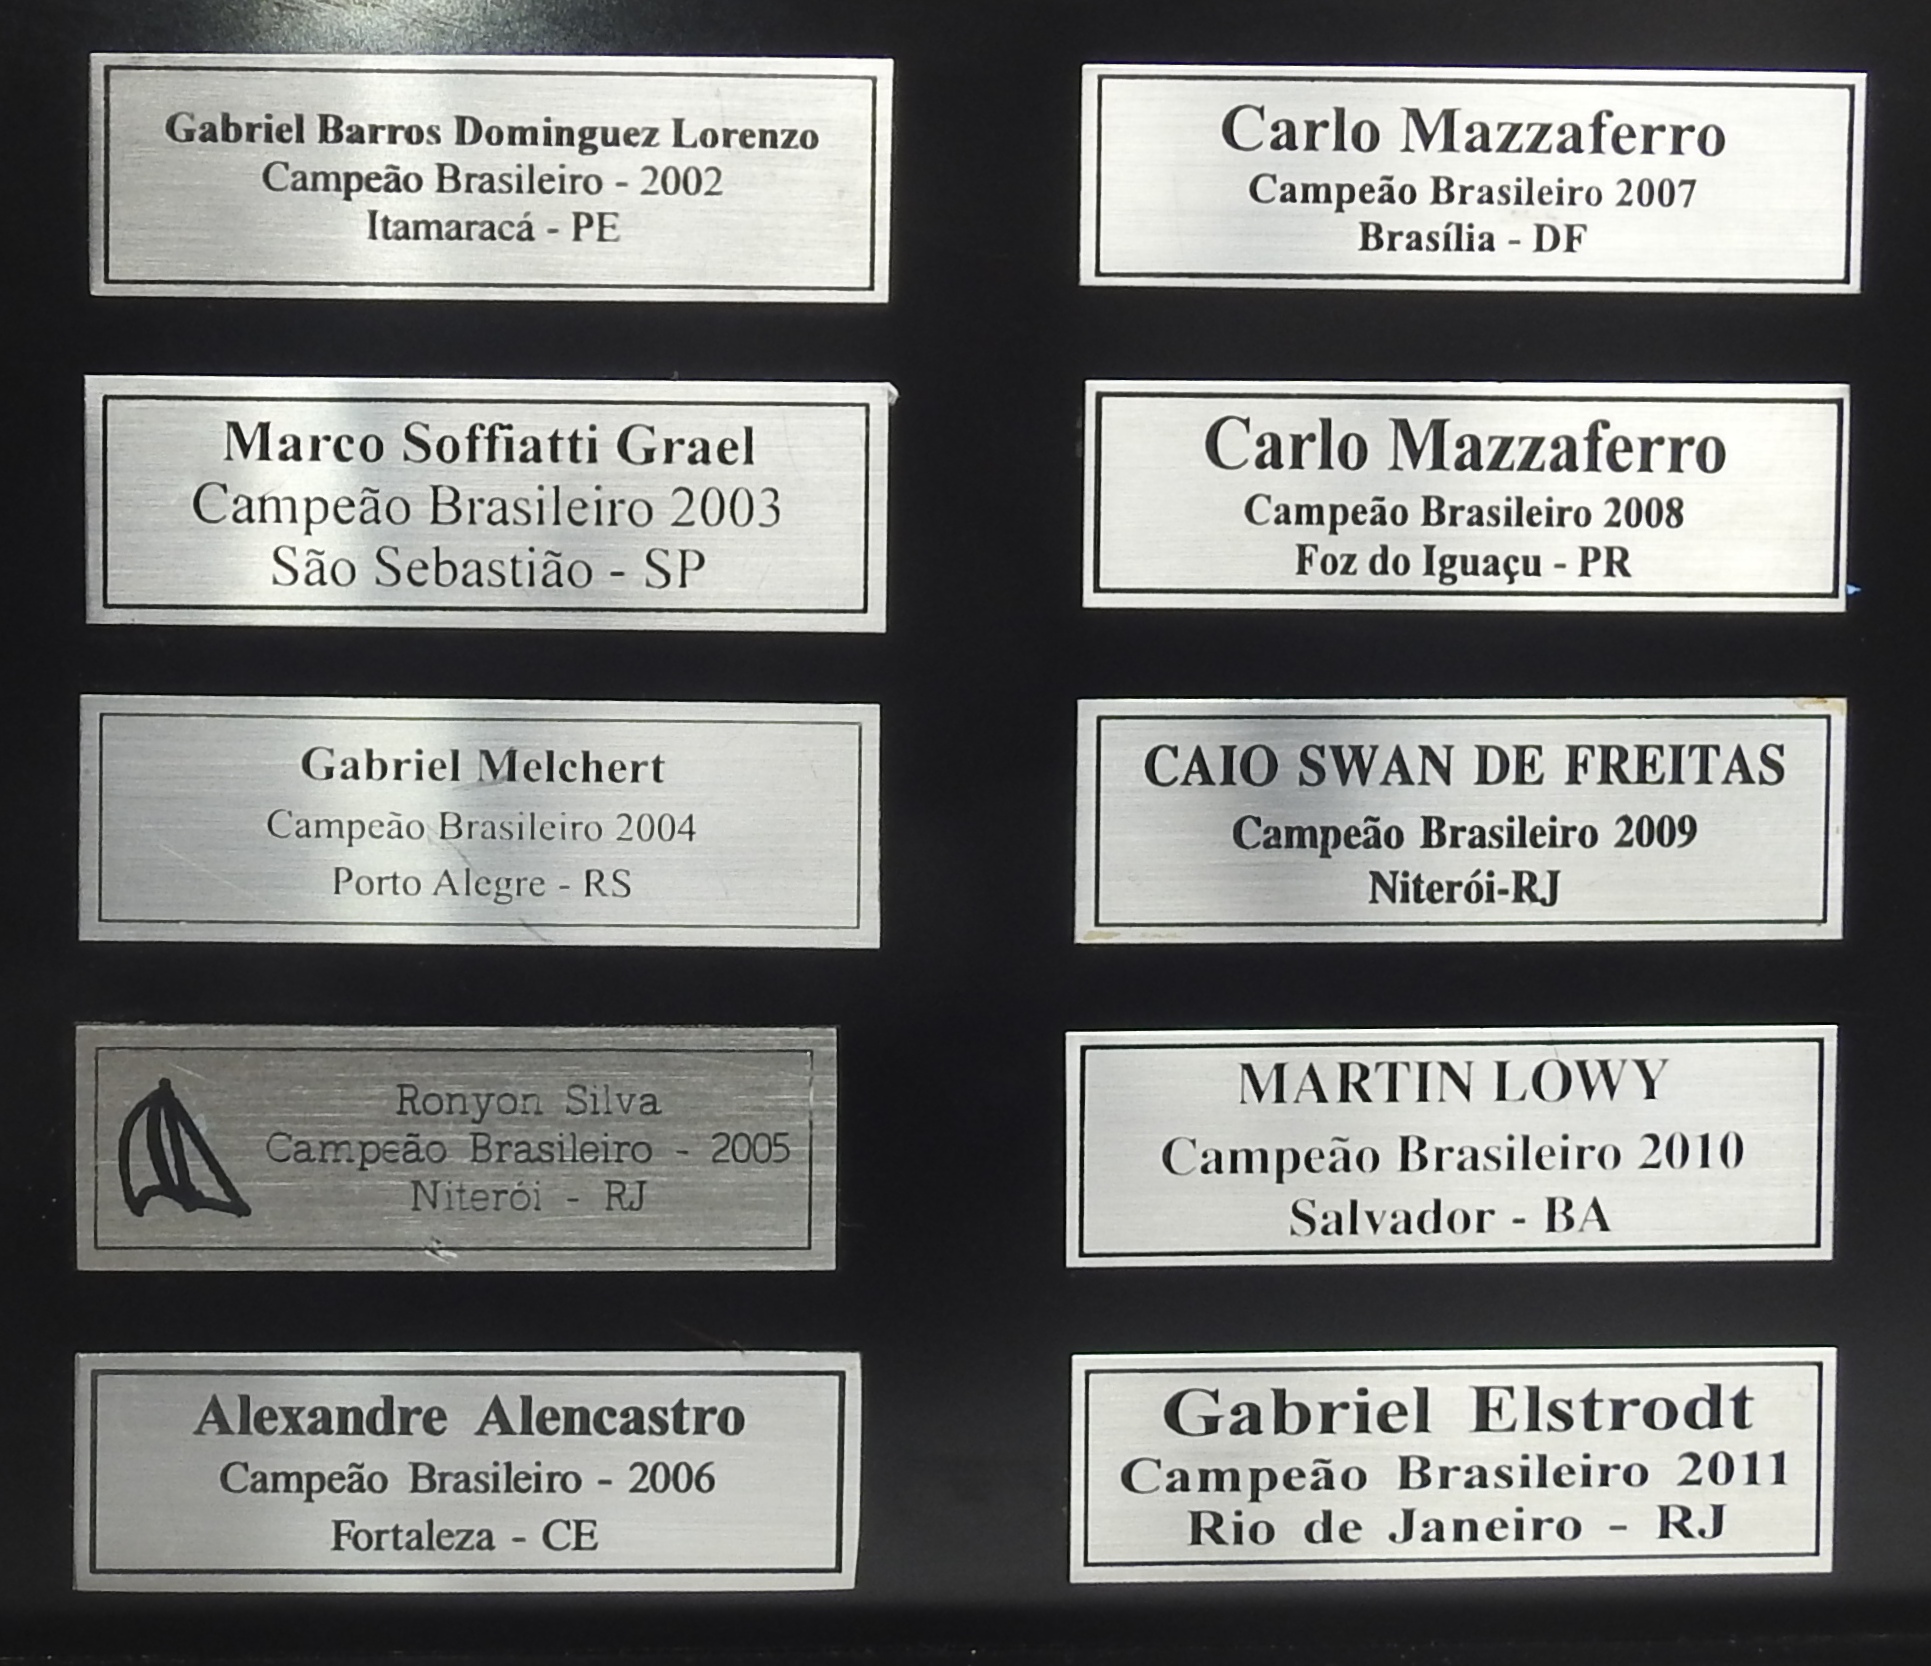 Gabriel Barros Dominguez Lorenzo
Campeão Brasileiro - 2002
Itamaracá - PE
Marco Soffiatti Grael
Campeão Brasileiro 2003
São Sebastião - SP
Gabriel Melchert
Campeão Brasileiro 2004
Porto Alegre - RS
Ronyon Silva
Campeão Brasileiro - 2005
Niterói - RJ
Alexandre Alencastro
Campeão Brasileiro - 2006
Fortaleza - CE
Carlo Mazzaferro
Campeão Brasileiro 2007
Brasília - DF
Carlo Mazzaferro
Campeão Brasileiro 2008
Foz do Iguaçu - PR
CAIO SWAN DE FREITAS
Campeão Brasileiro 2009
Niterói-RJ
MARTIN LOWY
Campeão Brasileiro 2010
Salvador - BA
Gabriel Elstrodt
Campeão Brasileiro 2011
Rio de Janeiro - RJ